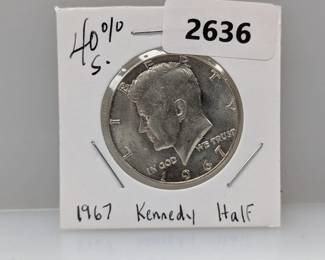 40% S.
2636
LIBERTY
IN GOD WE TRUST
1967
1967 Kennedy Half